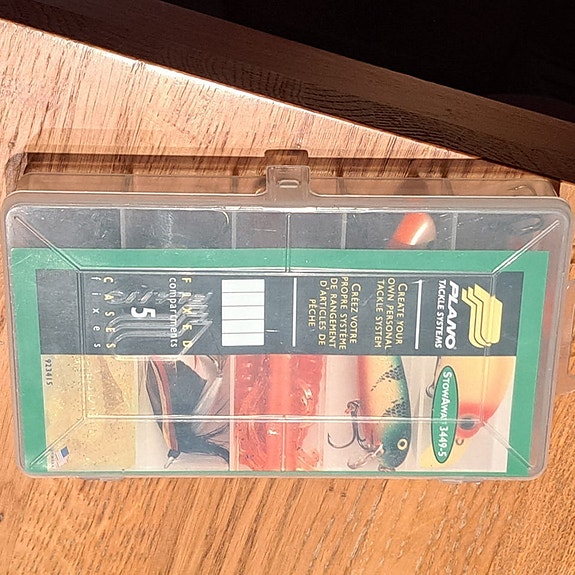 PLANO®
TACKLE SYSTEMS
CREATE YOUR
OWN PERSONAL
TACKLE SYSTEM
CRÉEZ VOTRE
PROPRE SYSTÈME
DE RANGEMENT
D'ARTICLES DE
PÊCHE
STOWAWAY 3449-5
FIXED
compartments
5
CASES
fixes
923415